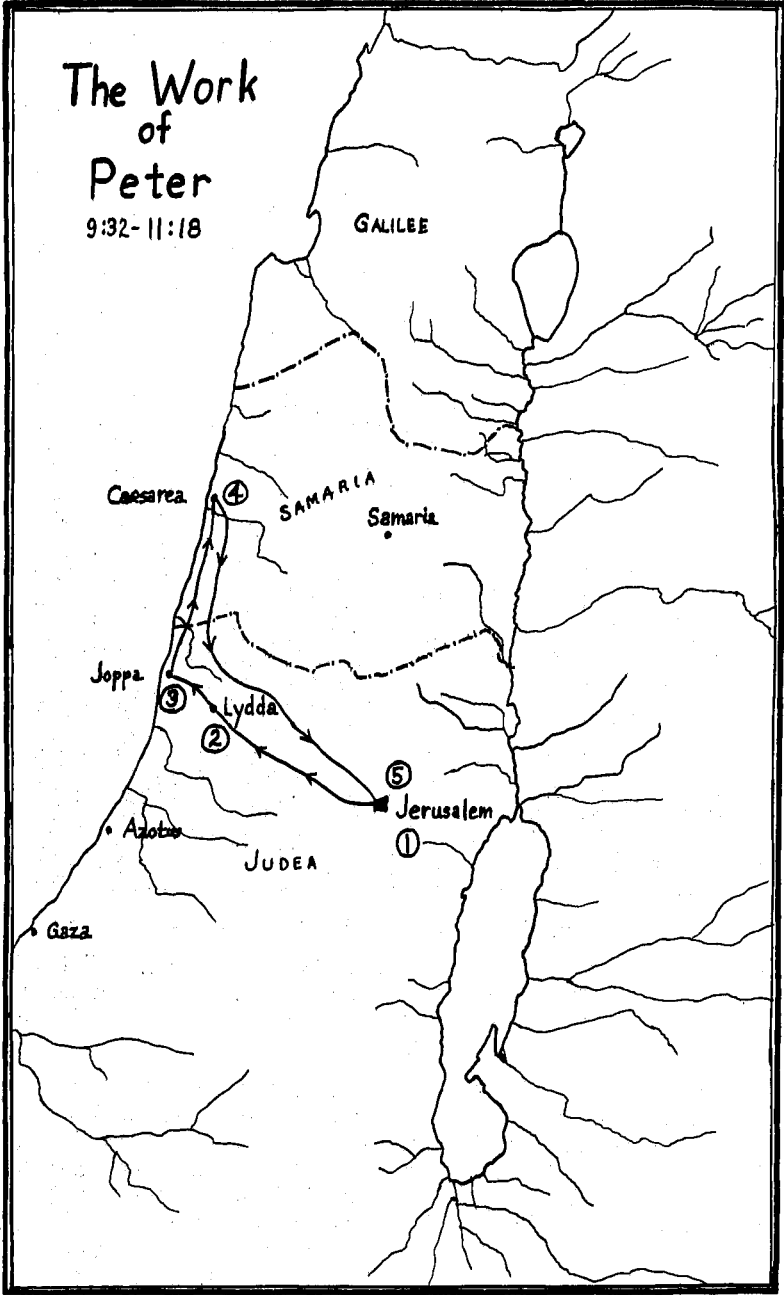 The Work
of
Peter
9:32-11:18
GALILEE
Caesarea ④
SAMARIA
Samaria
Joppa
③
Lydda
②
⑤
Jerusalem
①
Azotus
JUDEA
Gaza